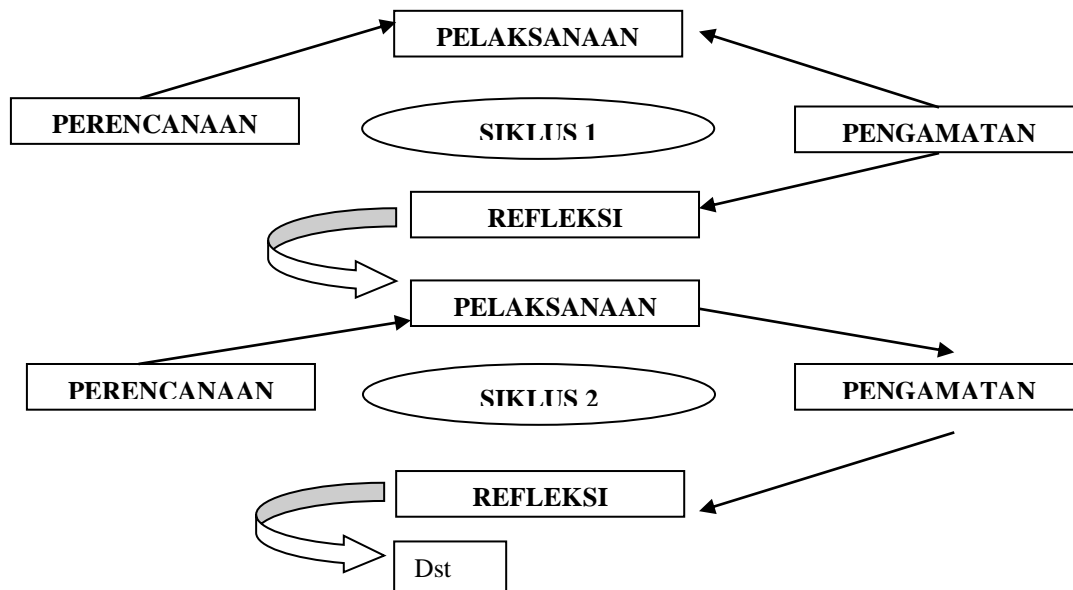 PELAKSANAAN
PERENCANAAN
SIKLUS 1
PENGAMATAN
REFLEKSI
PELAKSANAAN
PERENCANAAN
SIKLUS 2
PENGAMATAN
REFLEKSI
Dst